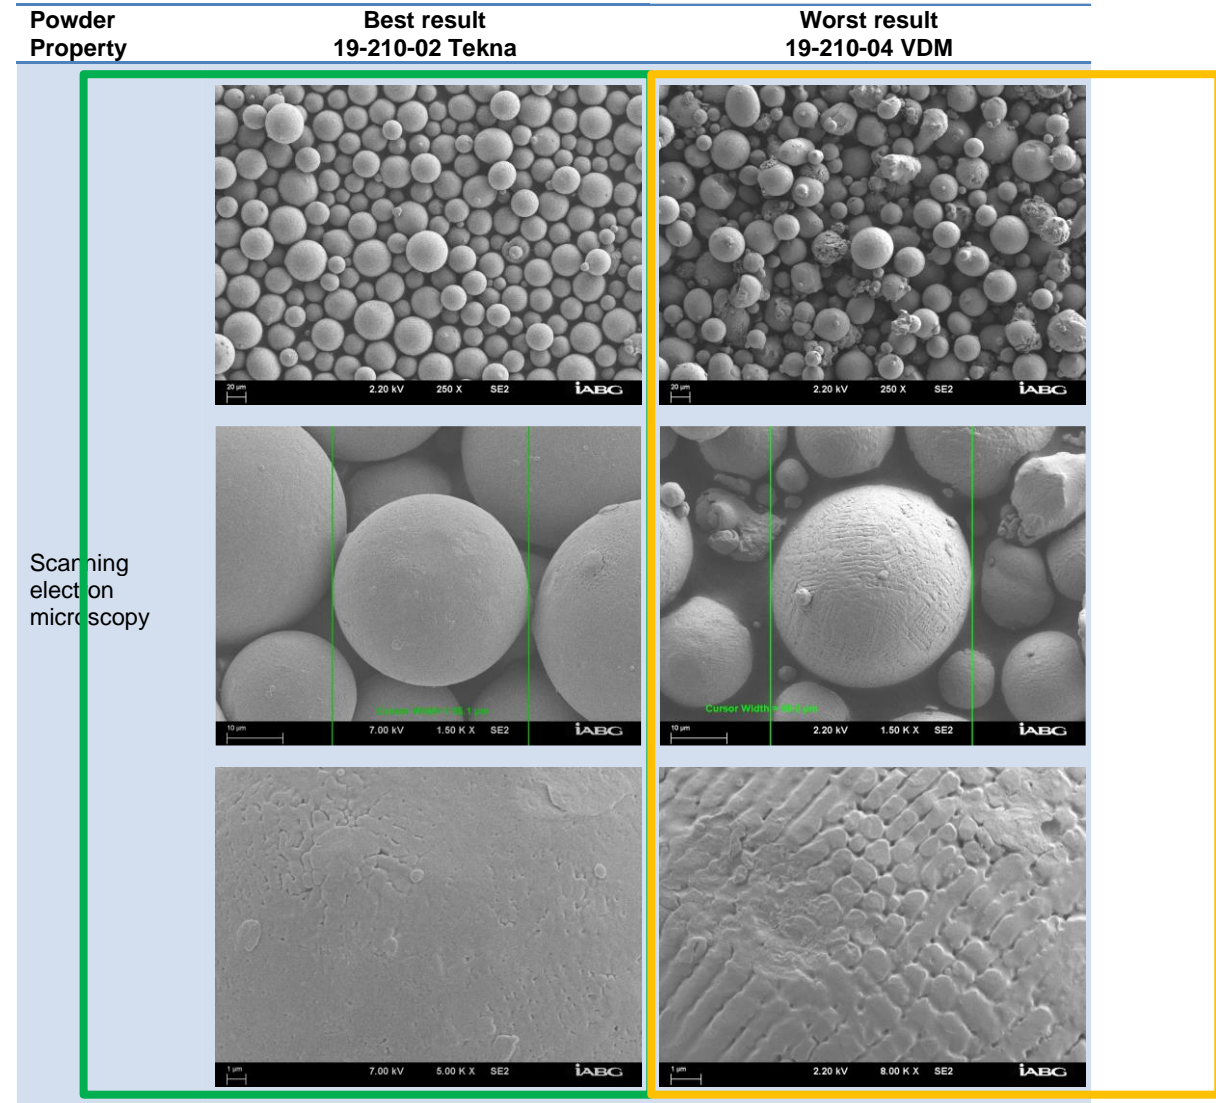 Powder Property
Best result 19-210-02 Tekna
Worst result 19-210-04 VDM
Scanning electron microscopy
20 µm 2.20 kV 250 X SE2 iABG
20 µm 2.20 kV 250 X SE2 iABG
10 µm 7.00 kV 1.50 K X SE2 iABG
Cursor Width
10 µm 2.20 kV 1.50 K X SE2 iABG
1 µm 7.00 kV 5.00 K X SE2 iABG
1 µm 2.20 kV 8.00 K X SE2 iABG